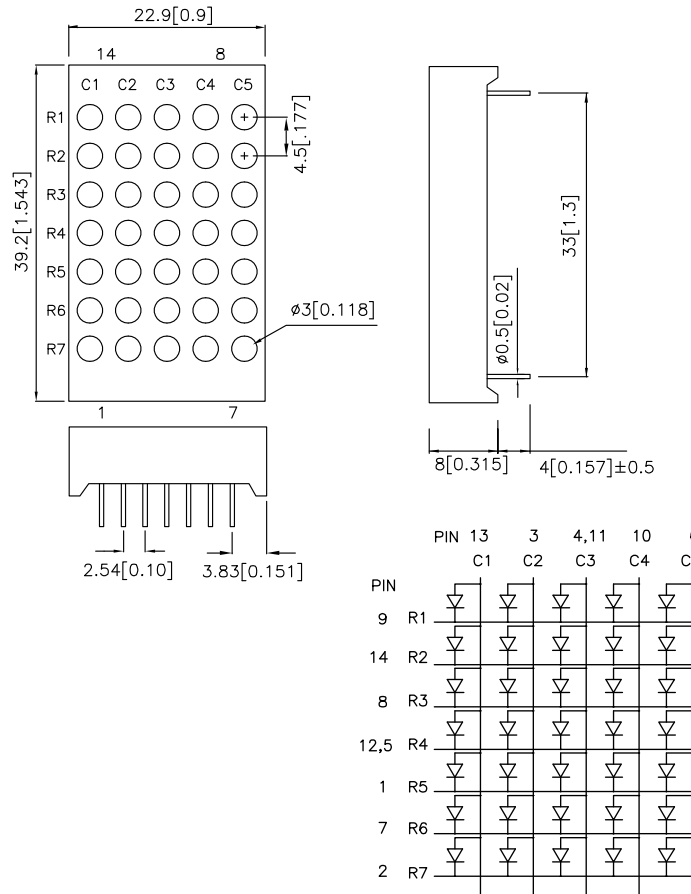 22.9[0.9]
14 8
C1 C2 C3 C4 C5
R1
R2
R3
R4
R5
R6
R7
39.2[1.543]
4.5[.177]
ø3[0.118]
1 7
33[1.3]
ø0.5[0.02]
8[0.315] 4[0.157]±0.5
2.54[0.10] 3.83[0.151]
PIN 13 3 4,11 10
C1 C2 C3 C4
PIN
9 R1
14 R2
8 R3
12,5 R4
1 R5
7 R6
2 R7